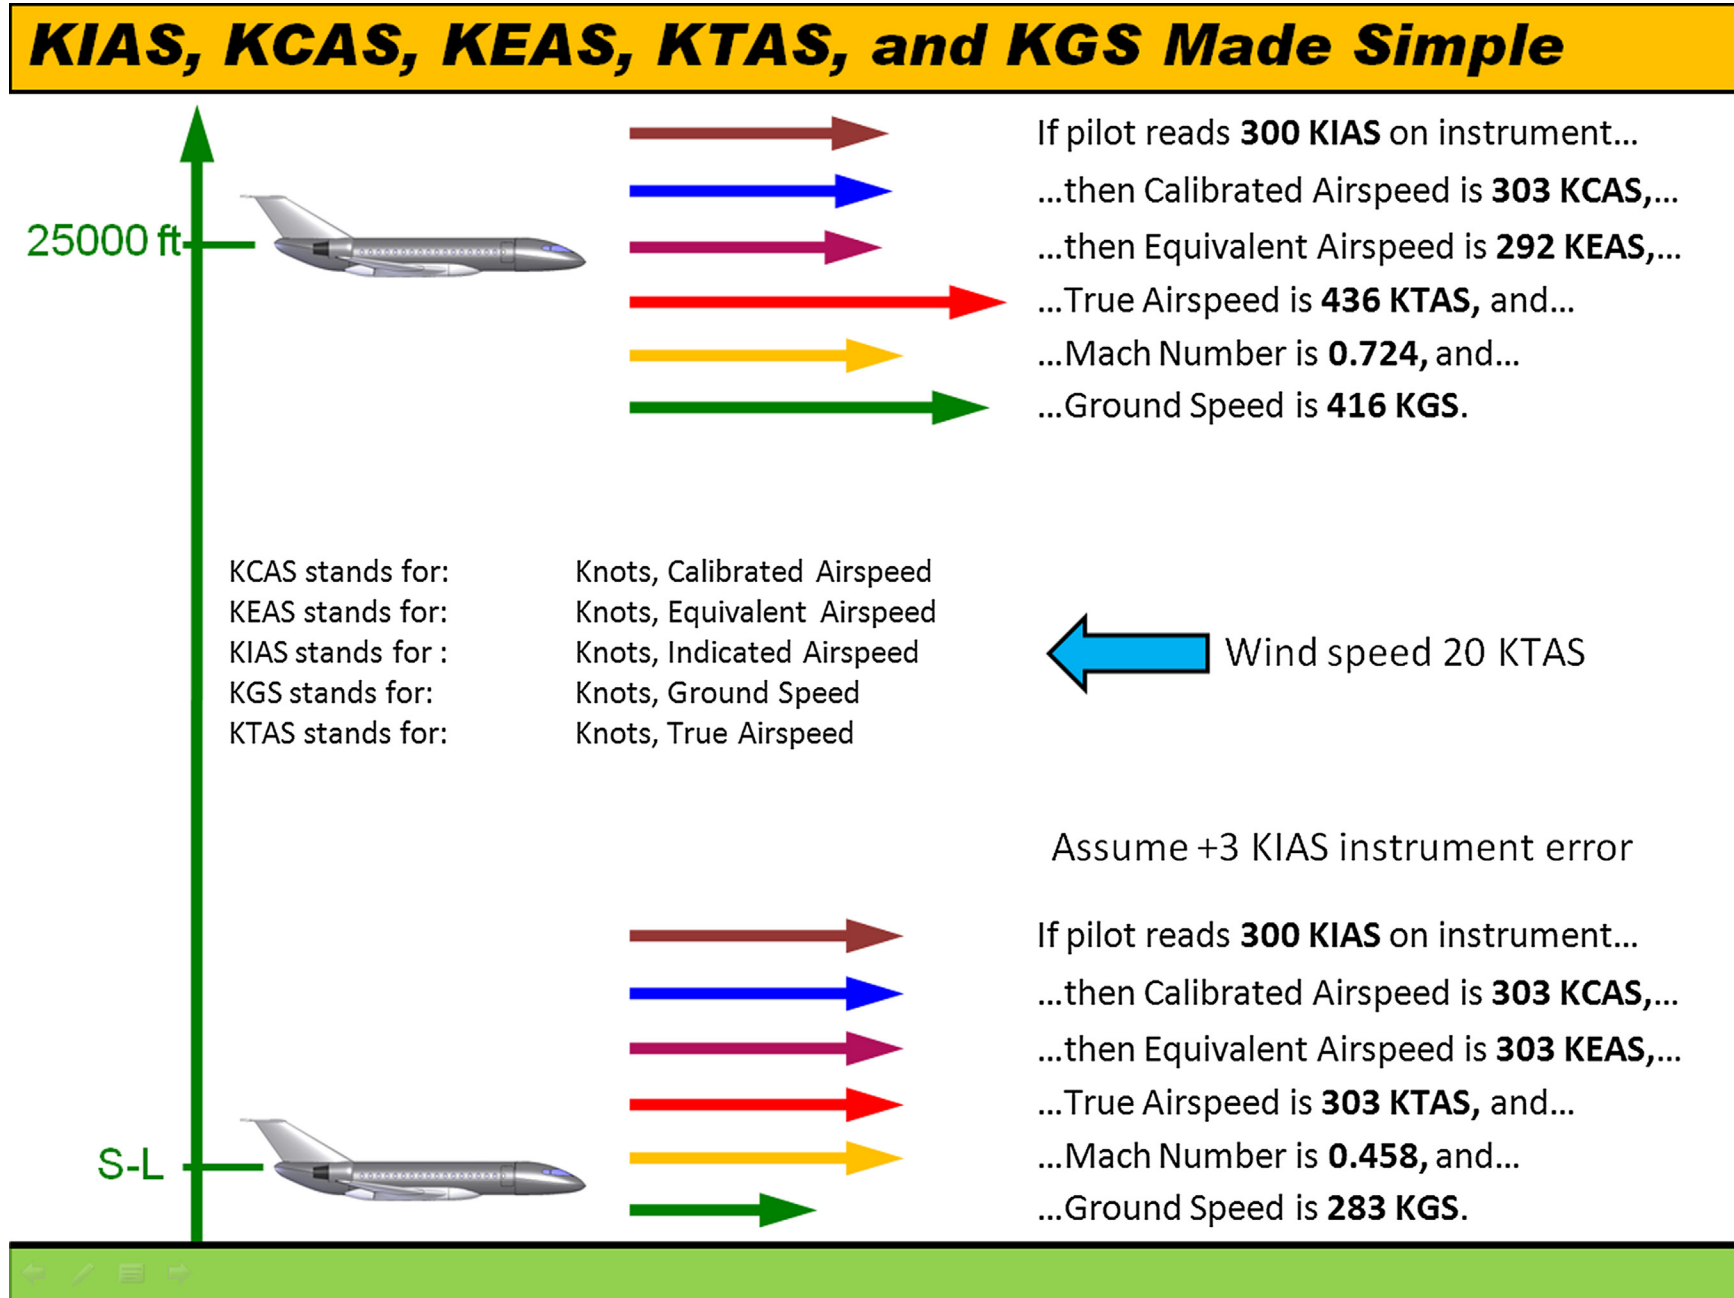 KIAS, KCAS, KEAS, KTAS, and KGS Made Simple
If pilot reads 300 KIAS on instrument...
...then Calibrated Airspeed is 303 KCAS,...
25000 ft
...then Equivalent Airspeed is 292 KEAS,...
...True Airspeed is 436 KTAS, and...
...Mach Number is 0.724, and...
...Ground Speed is 416 KGS.
KCAS stands for: Knots, Calibrated Airspeed
KEAS stands for: Knots, Equivalent Airspeed
KIAS stands for : Knots, Indicated Airspeed
KGS stands for: Knots, Ground Speed
KTAS stands for: Knots, True Airspeed
Wind speed 20 KTAS
Assume +3 KIAS instrument error
If pilot reads 300 KIAS on instrument...
...then Calibrated Airspeed is 303 KCAS,...
...then Equivalent Airspeed is 303 KEAS,...
...True Airspeed is 303 KTAS, and...
S-L
...Mach Number is 0.458, and...
...Ground Speed is 283 KGS.